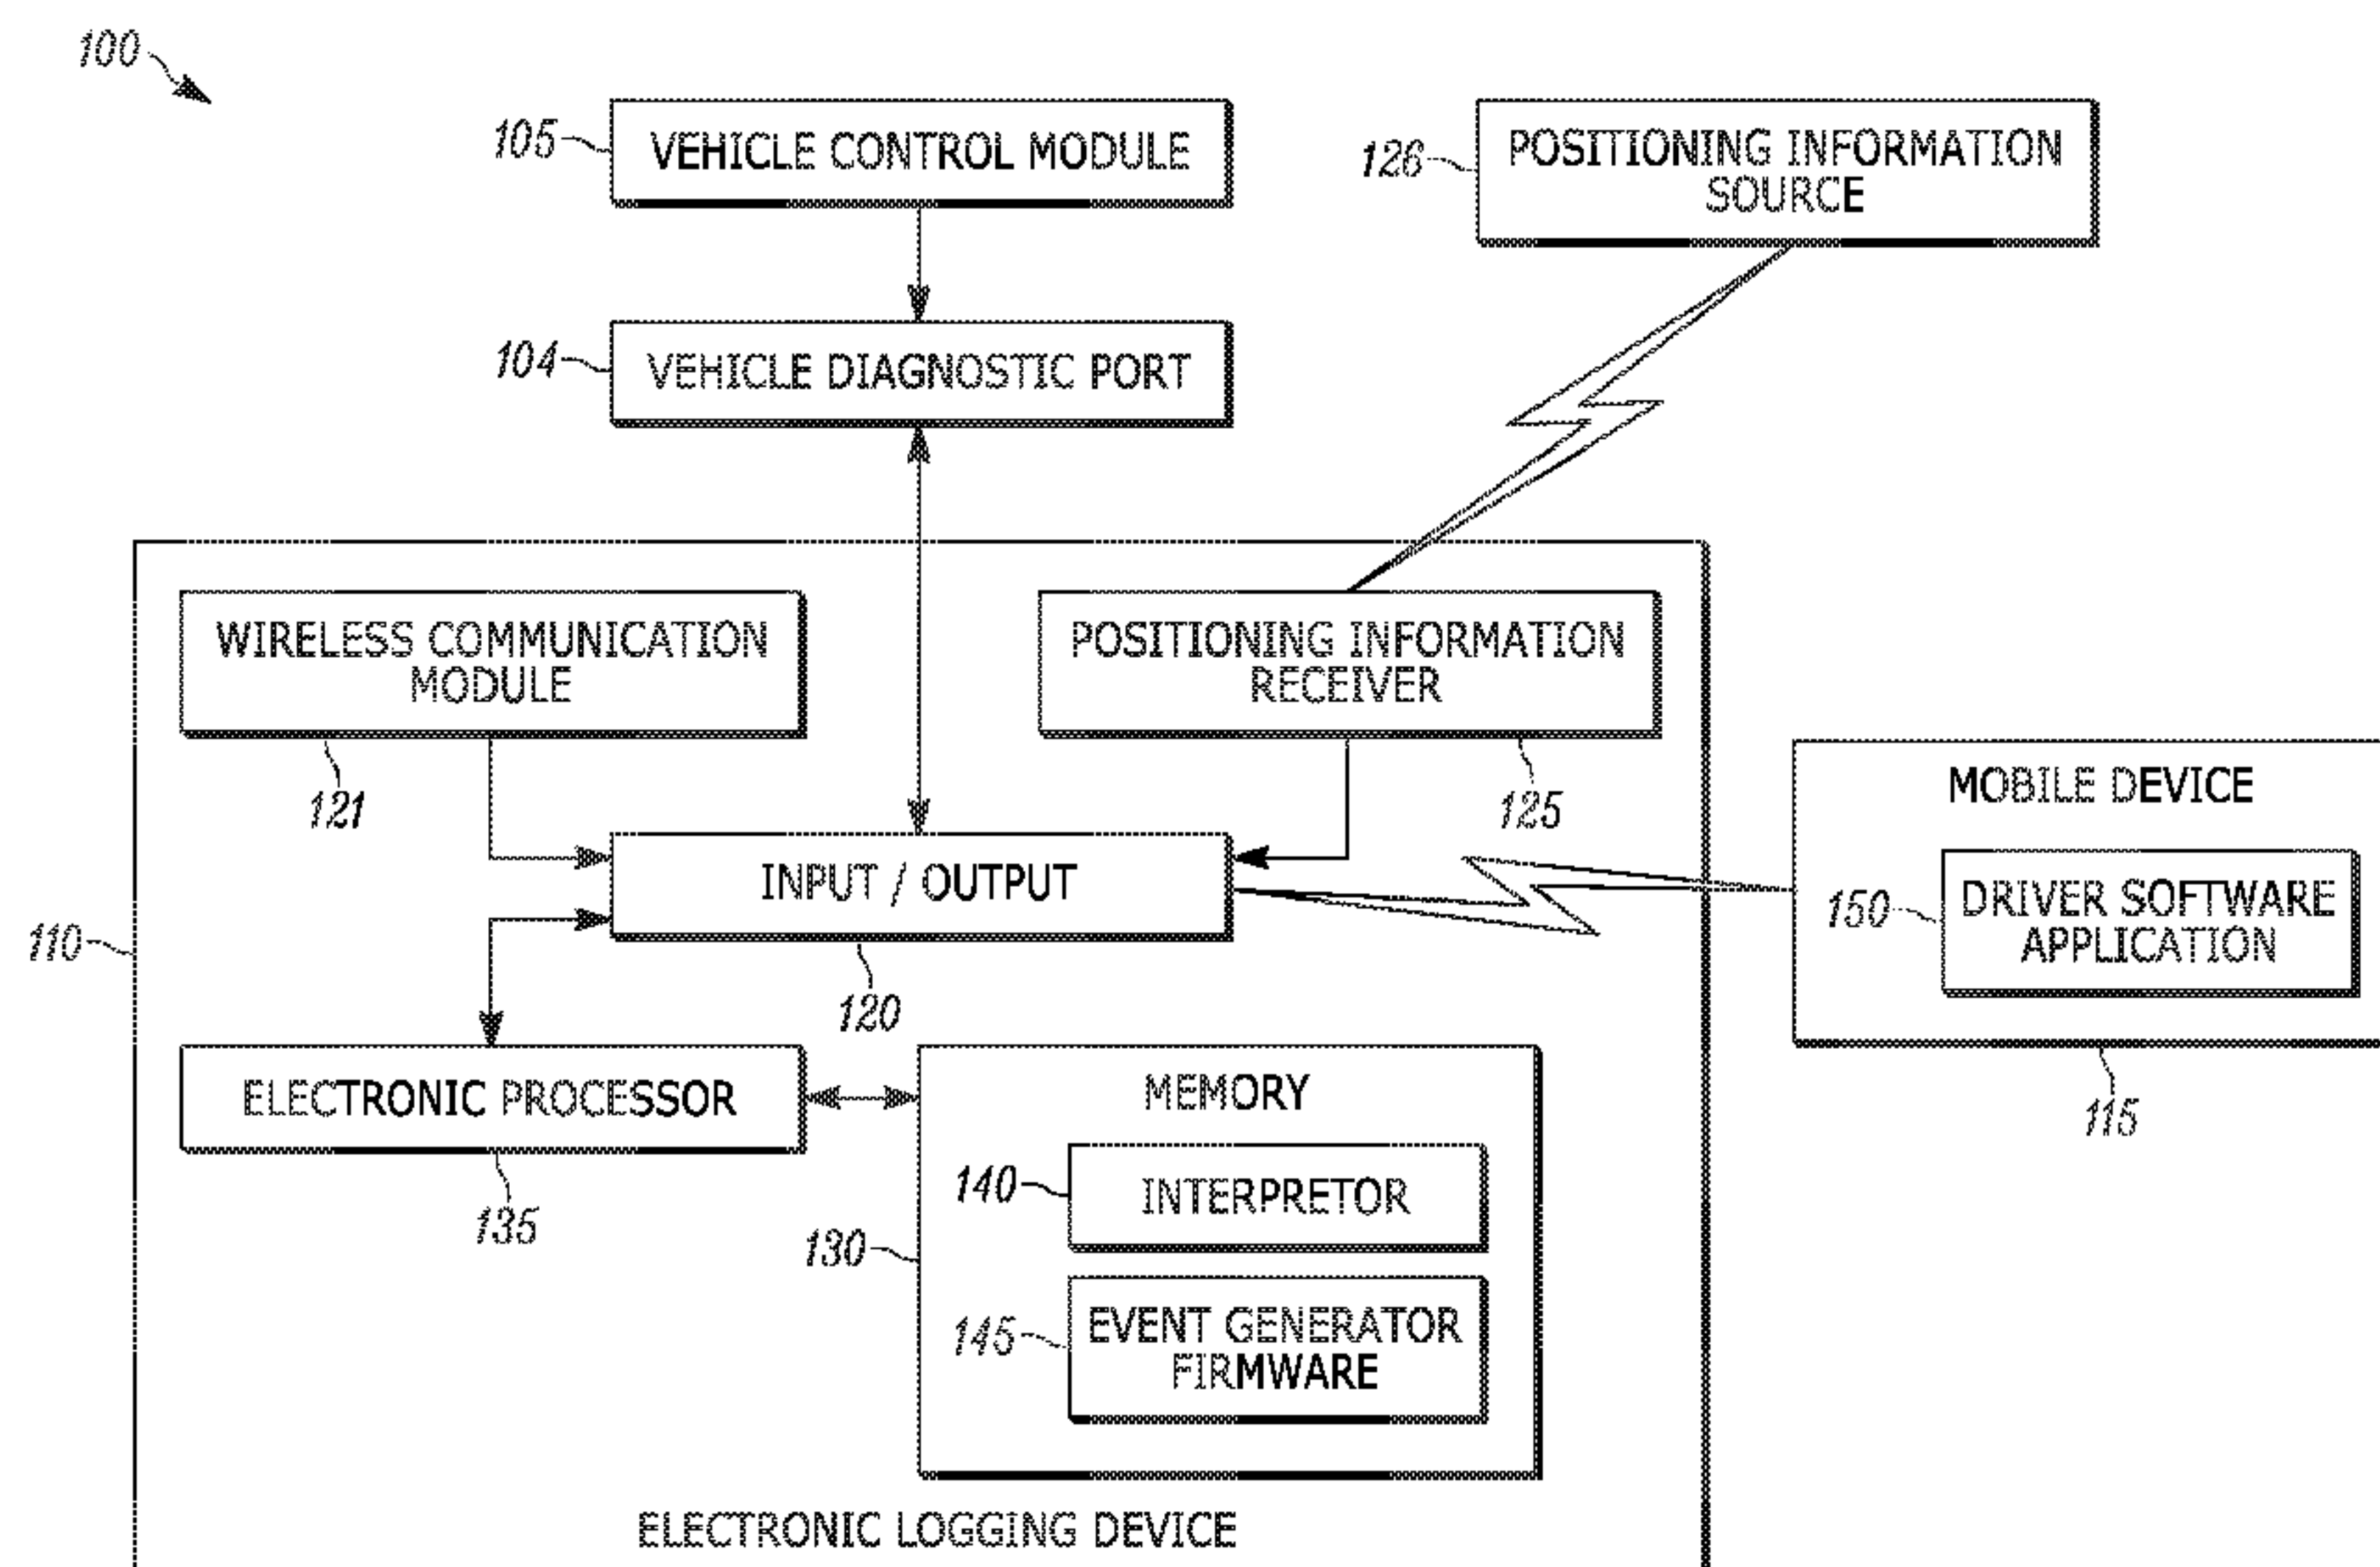 100
105
VEHICLE CONTROL MODULE
126
POSITIONING INFORMATION
SOURCE
104
VEHICLE DIAGNOSTIC PORT
WIRELESS COMMUNICATION
MODULE
121
POSITIONING INFORMATION
RECEIVER
125
MOBILE DEVICE
150
DRIVER SOFTWARE
APPLICATION
115
110
INPUT / OUTPUT
120
ELECTRONIC PROCESSOR
135
MEMORY
130
140
INTERPRETOR
145
EVENT GENERATOR
FIRMWARE
ELECTRONIC LOGGING DEVICE